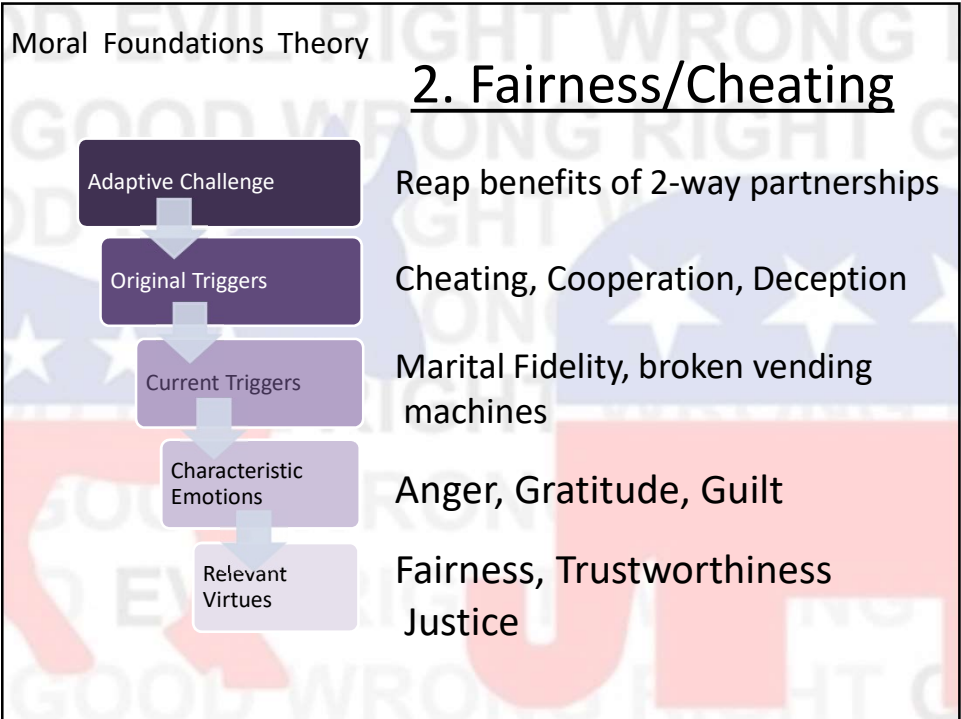 Moral Foundations Theory
2. Fairness/Cheating
Adaptive Challenge
Reap benefits of 2-way partnerships
Original Triggers
Cheating, Cooperation, Deception
Current Triggers
Marital Fidelity, broken vending
machines
Characteristic
Emotions
Anger, Gratitude, Guilt
Relevant
Virtues
Fairness, Trustworthiness
Justice